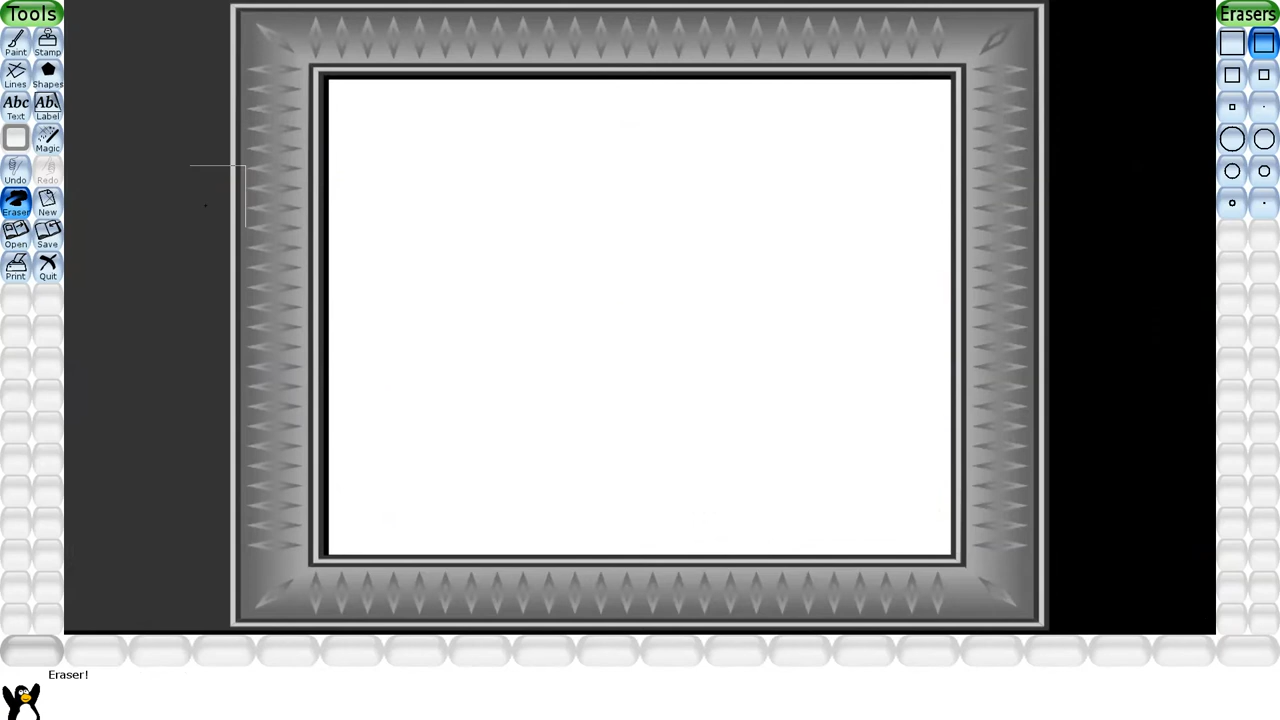 Tools
Erasers
Paint
Stamp
Lines
Shapes
Abc
Text
Abc
Label
Magic
Undo
Redo
Eraser
New
Open
Save
Print
Quit
Eraser!